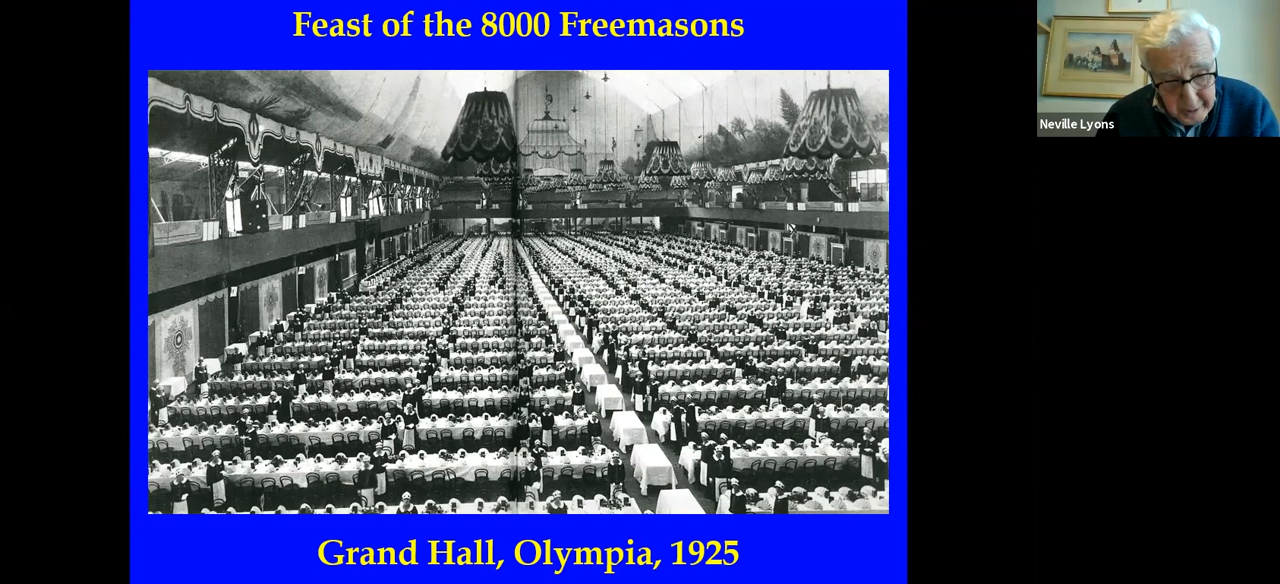 Feast of the 8000 Freemasons
Neville Lyons
Grand Hall, Olympia, 1925